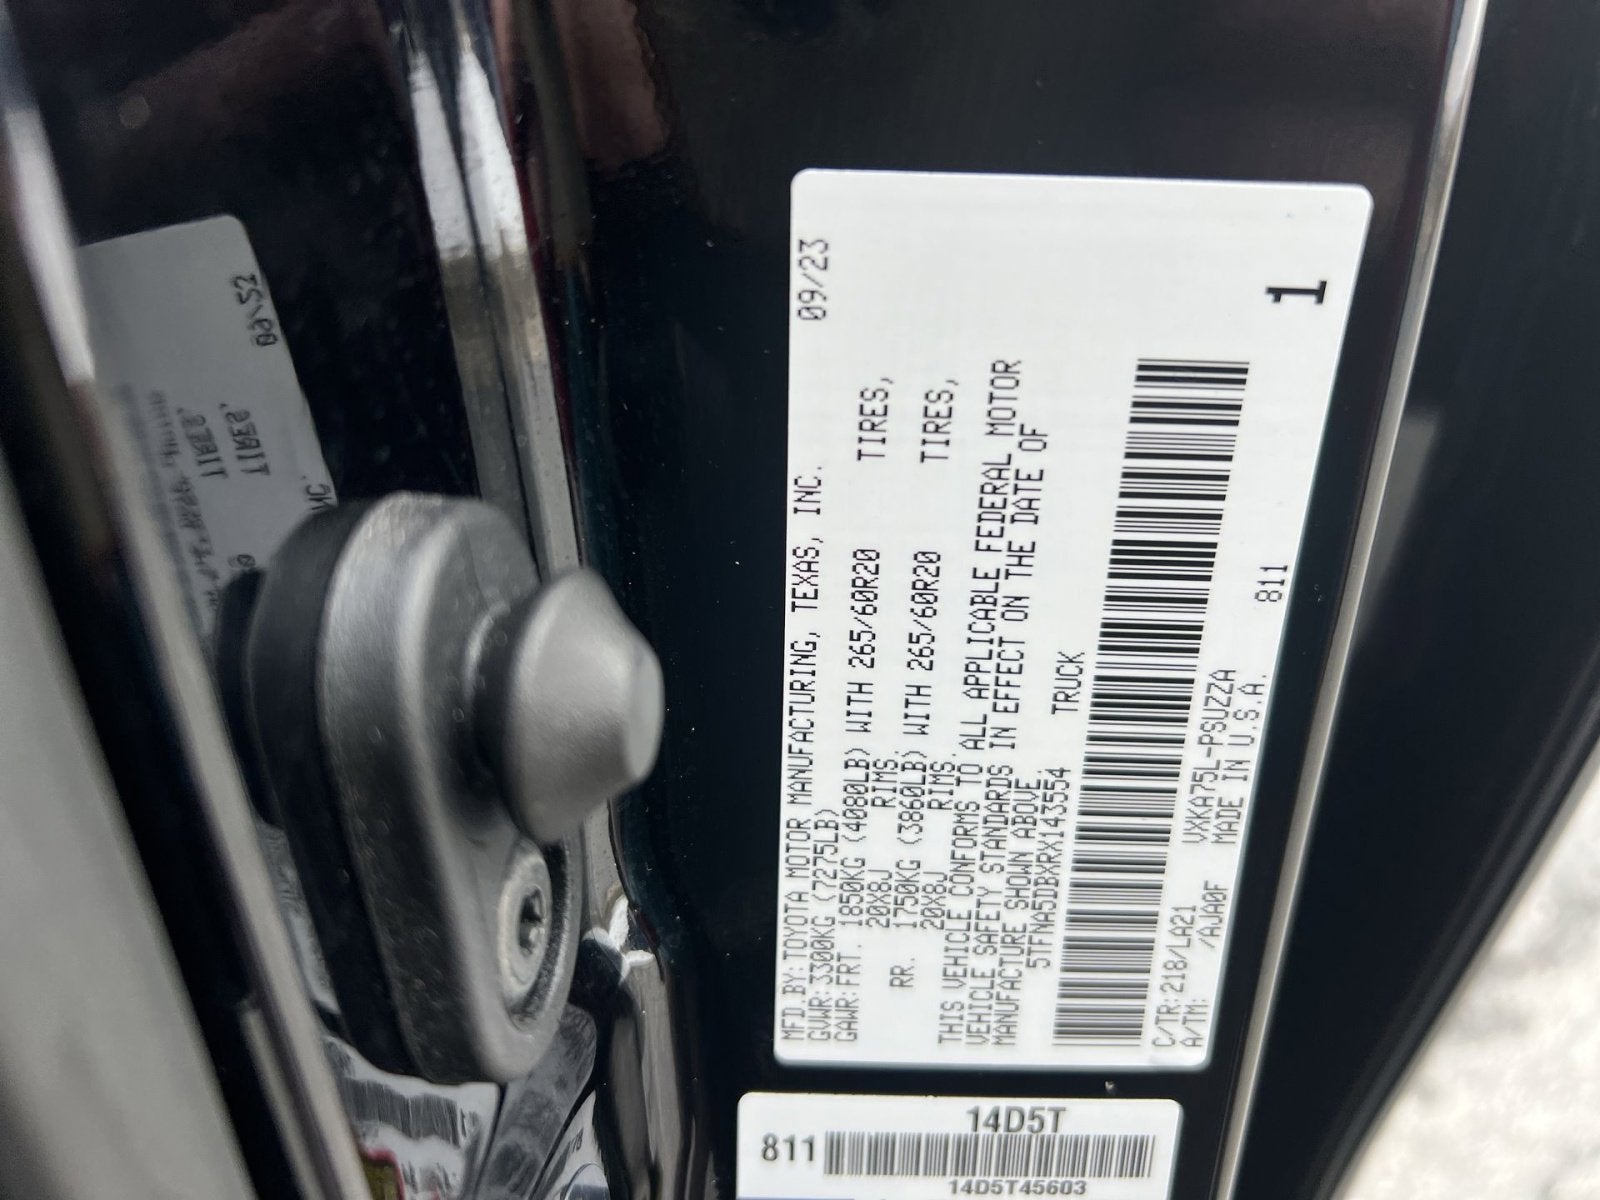 MFD.BY:TOYOTA MOTOR MANUFACTURING, TEXAS, INC. 09/23
GVWR:3300KG (7275LB)
GAWR:FRT. 1850KG (4080LB) WITH 265/60R20 TIRES,
20X8J RIMS,
RR. 1750KG (3860LB) WITH 265/60R20 TIRES,
20X8J RIMS.
THIS VEHICLE CONFORMS TO ALL APPLICABLE FEDERAL MOTOR
VEHICLE SAFETY STANDARDS IN EFFECT ON THE DATE OF
MANUFACTURE SHOWN ABOVE
5TFNA5DBXRX143554 TRUCK
C/TR:218/LA21 VXKA75L-PSUZZA
A/TM: /AJA0F MADE IN U.S.A. 811
1
14D5T
811
14D5T45603